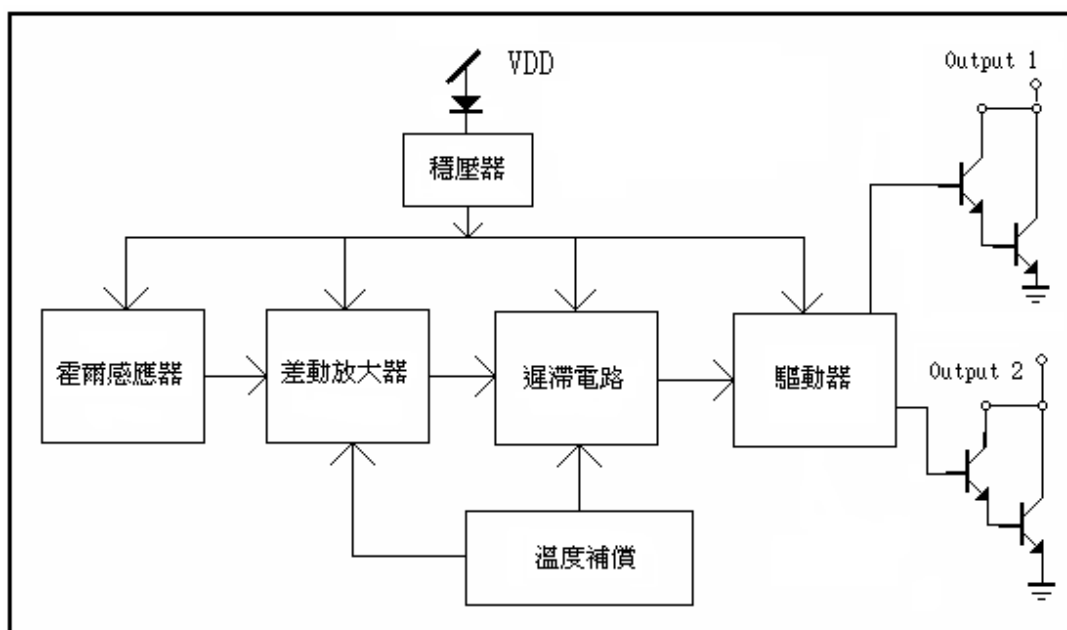 Output 1
VDD
穩壓器
霍爾感應器
差動放大器
遲滯電路
驅動器
Output 2
溫度補償